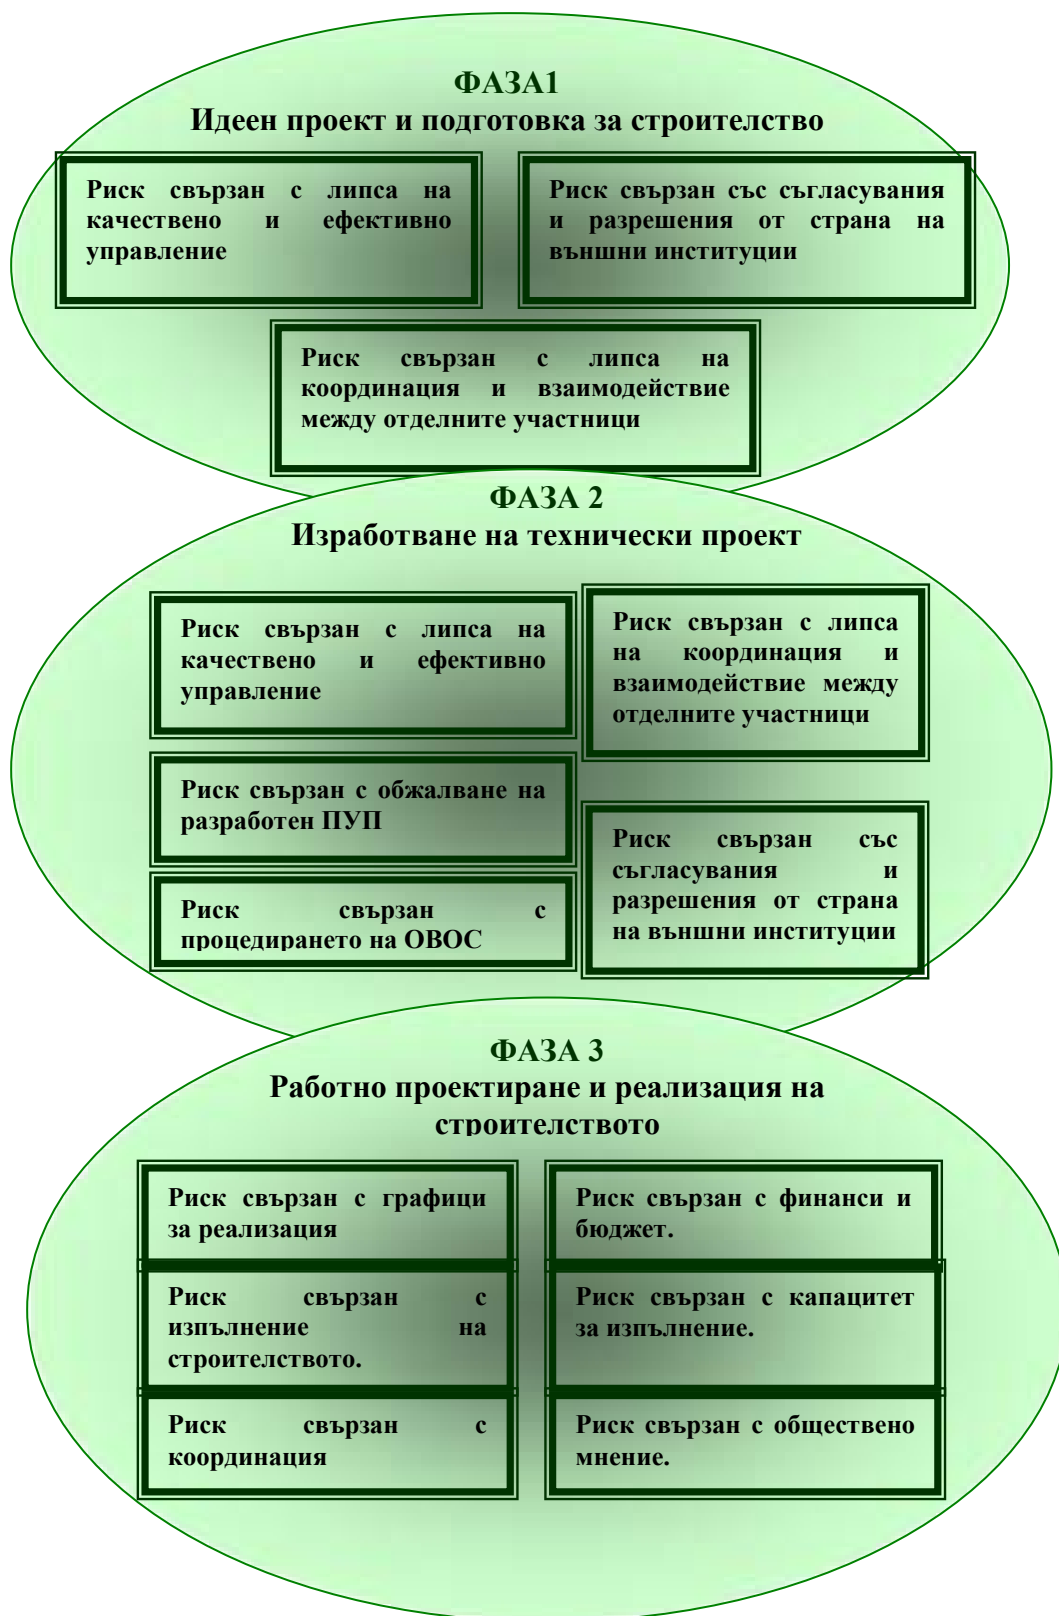 ФАЗА1
Идеен проект и подготовка за строителство
Риск свързан с липса на
качествено и ефективно
управление
Риск свързан със съгласувания
и разрешения от страна на
външни институции
Риск свързан с липса на
координация и взаимодействие
между отделните участници
ФАЗА 2
Изработване на технически проект
Риск свързан с липса на
качествено и ефективно
управление
Риск свързан с липса
на координация и
взаимодействие между
отделните участници
Риск свързан с обжалване на
разработен ПУП
Риск свързан със
съгласувания и
разрешения от страна
на външни институции
Риск свързан с
процедирането на ОВОС
ФАЗА 3
Работно проектиране и реализация на
строителството
Риск свързан с графици
за реализация
Риск свързан с финанси и
бюджет.
Риск свързан с
изпълнение на
строителството.
Риск свързан с капацитет
за изпълнение.
Риск свързан с
координация
Риск свързан с обществено
мнение.